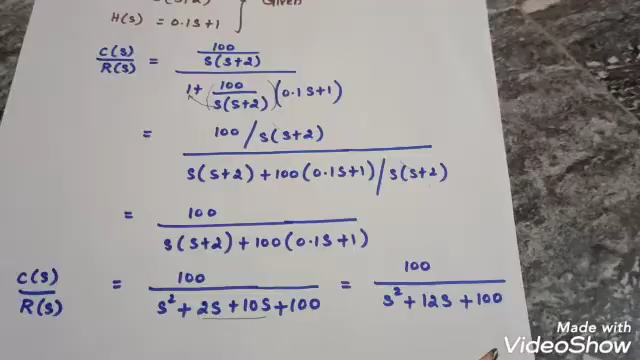 S(S+2) Given
H(s) = 0.1S+1
C(s)/R(s) = (100/S(S+2)) / (1+(100/S(S+2))(0.1S+1))
= (100/S(S+2)) / (S(S+2)+100(0.1S+1)/S(S+2))
= 100 / (S(S+2)+100(0.1S+1))
C(s)/R(s) = 100 / (S²+2S+10S+100) = 100 / (S²+12S+100)
Made with
VideoShow